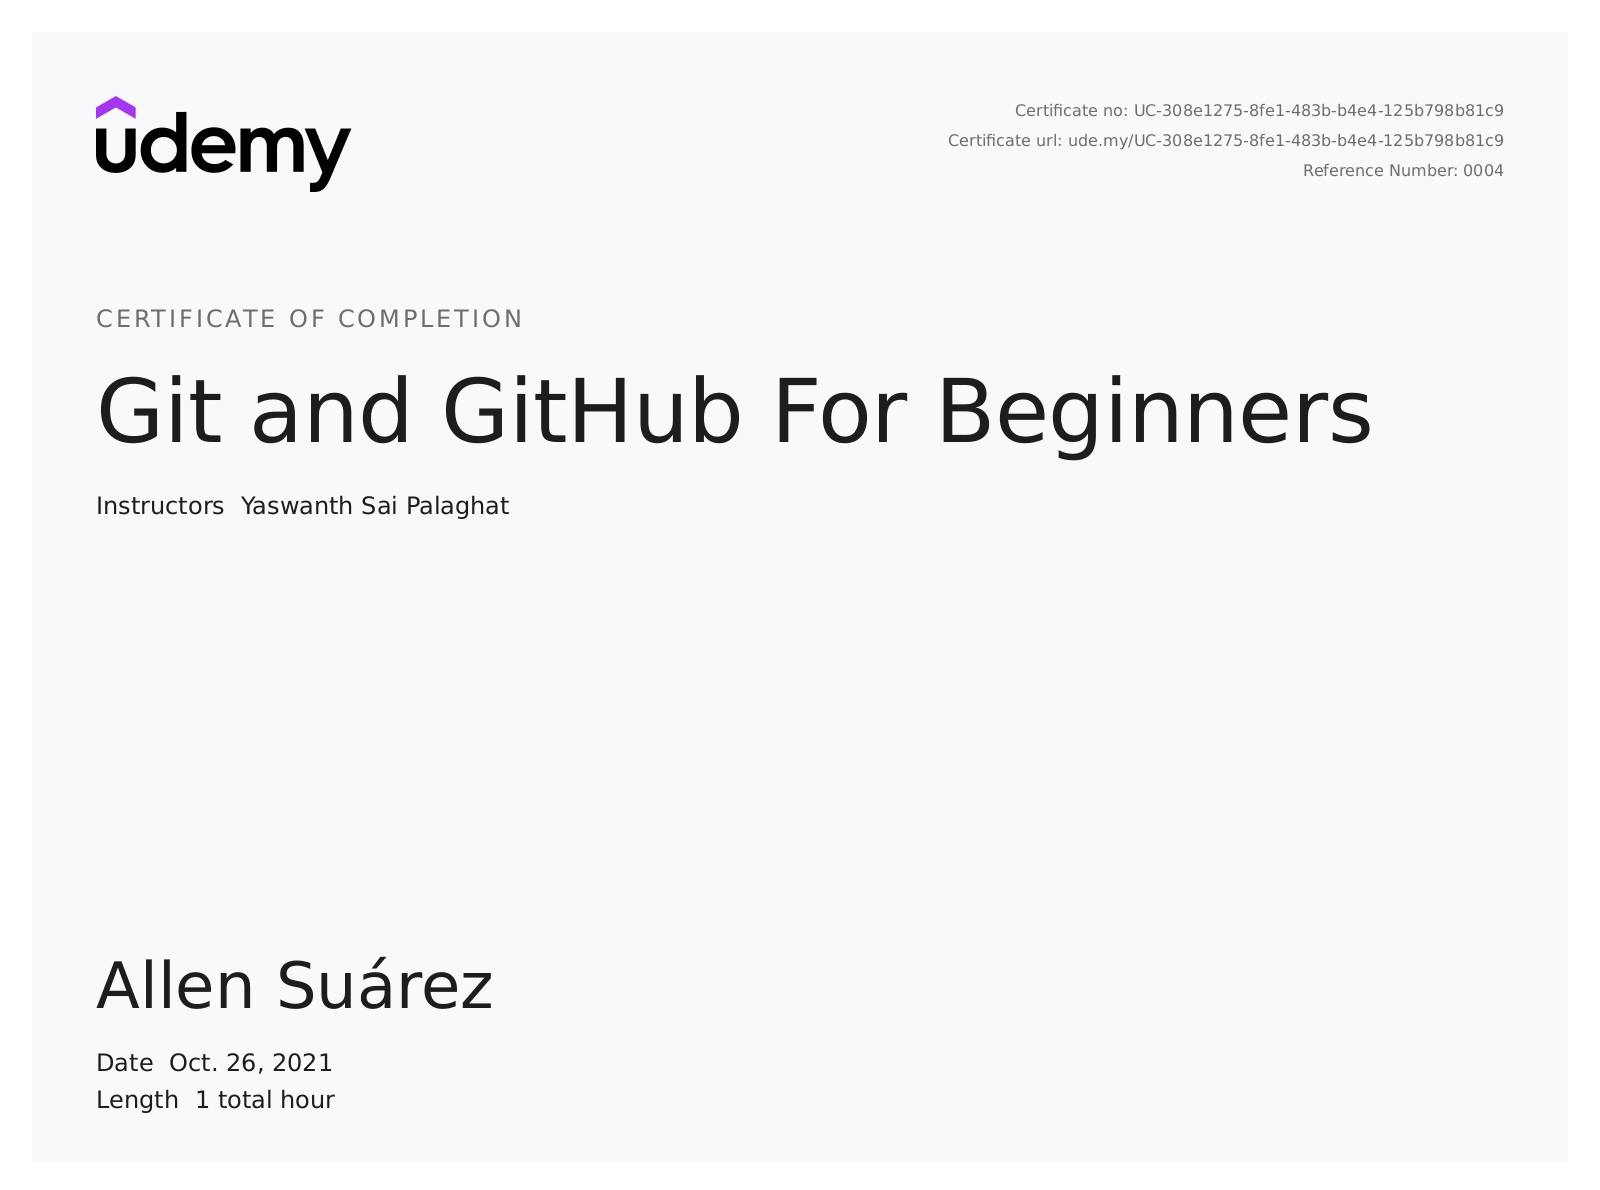 udemy
Certificate no: UC-308e1275-8fe1-483b-b4e4-125b798b81c9
Certificate url: ude.my/UC-308e1275-8fe1-483b-b4e4-125b798b81c9
Reference Number: 0004
CERTIFICATE OF COMPLETION
Git and GitHub For Beginners
Instructors  Yaswanth Sai Palaghat
Allen Suárez
Date  Oct. 26, 2021
Length  1 total hour